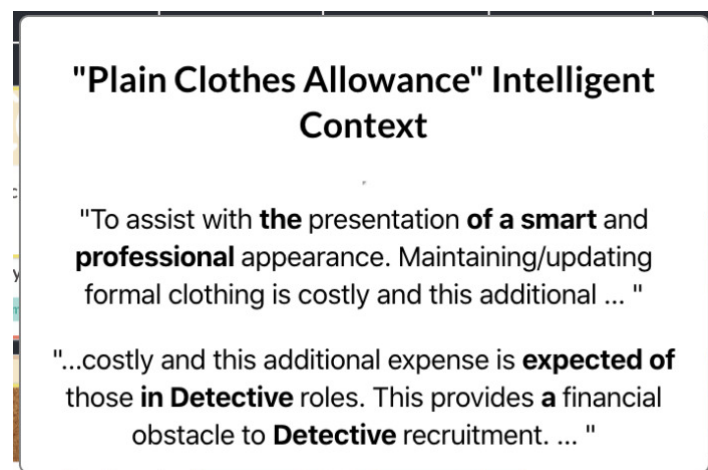 "Plain Clothes Allowance" Intelligent
Context
"To assist with the presentation of a smart and
professional appearance. Maintaining/updating
formal clothing is costly and this additional ... "
"...costly and this additional expense is expected of
those in Detective roles. This provides a financial
obstacle to Detective recruitment. ... "